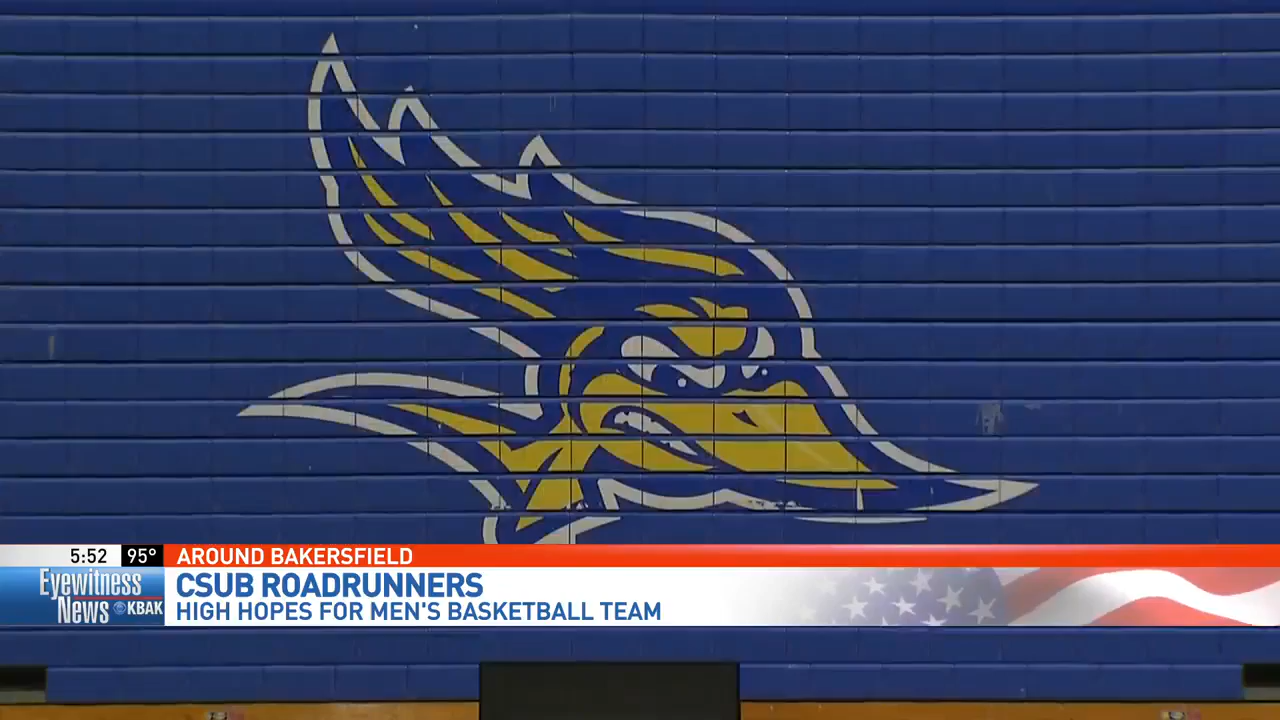 5:52 95° AROUND BAKERSFIELD
Eyewitness News KBAK
CSUB ROADRUNNERS
HIGH HOPES FOR MEN'S BASKETBALL TEAM